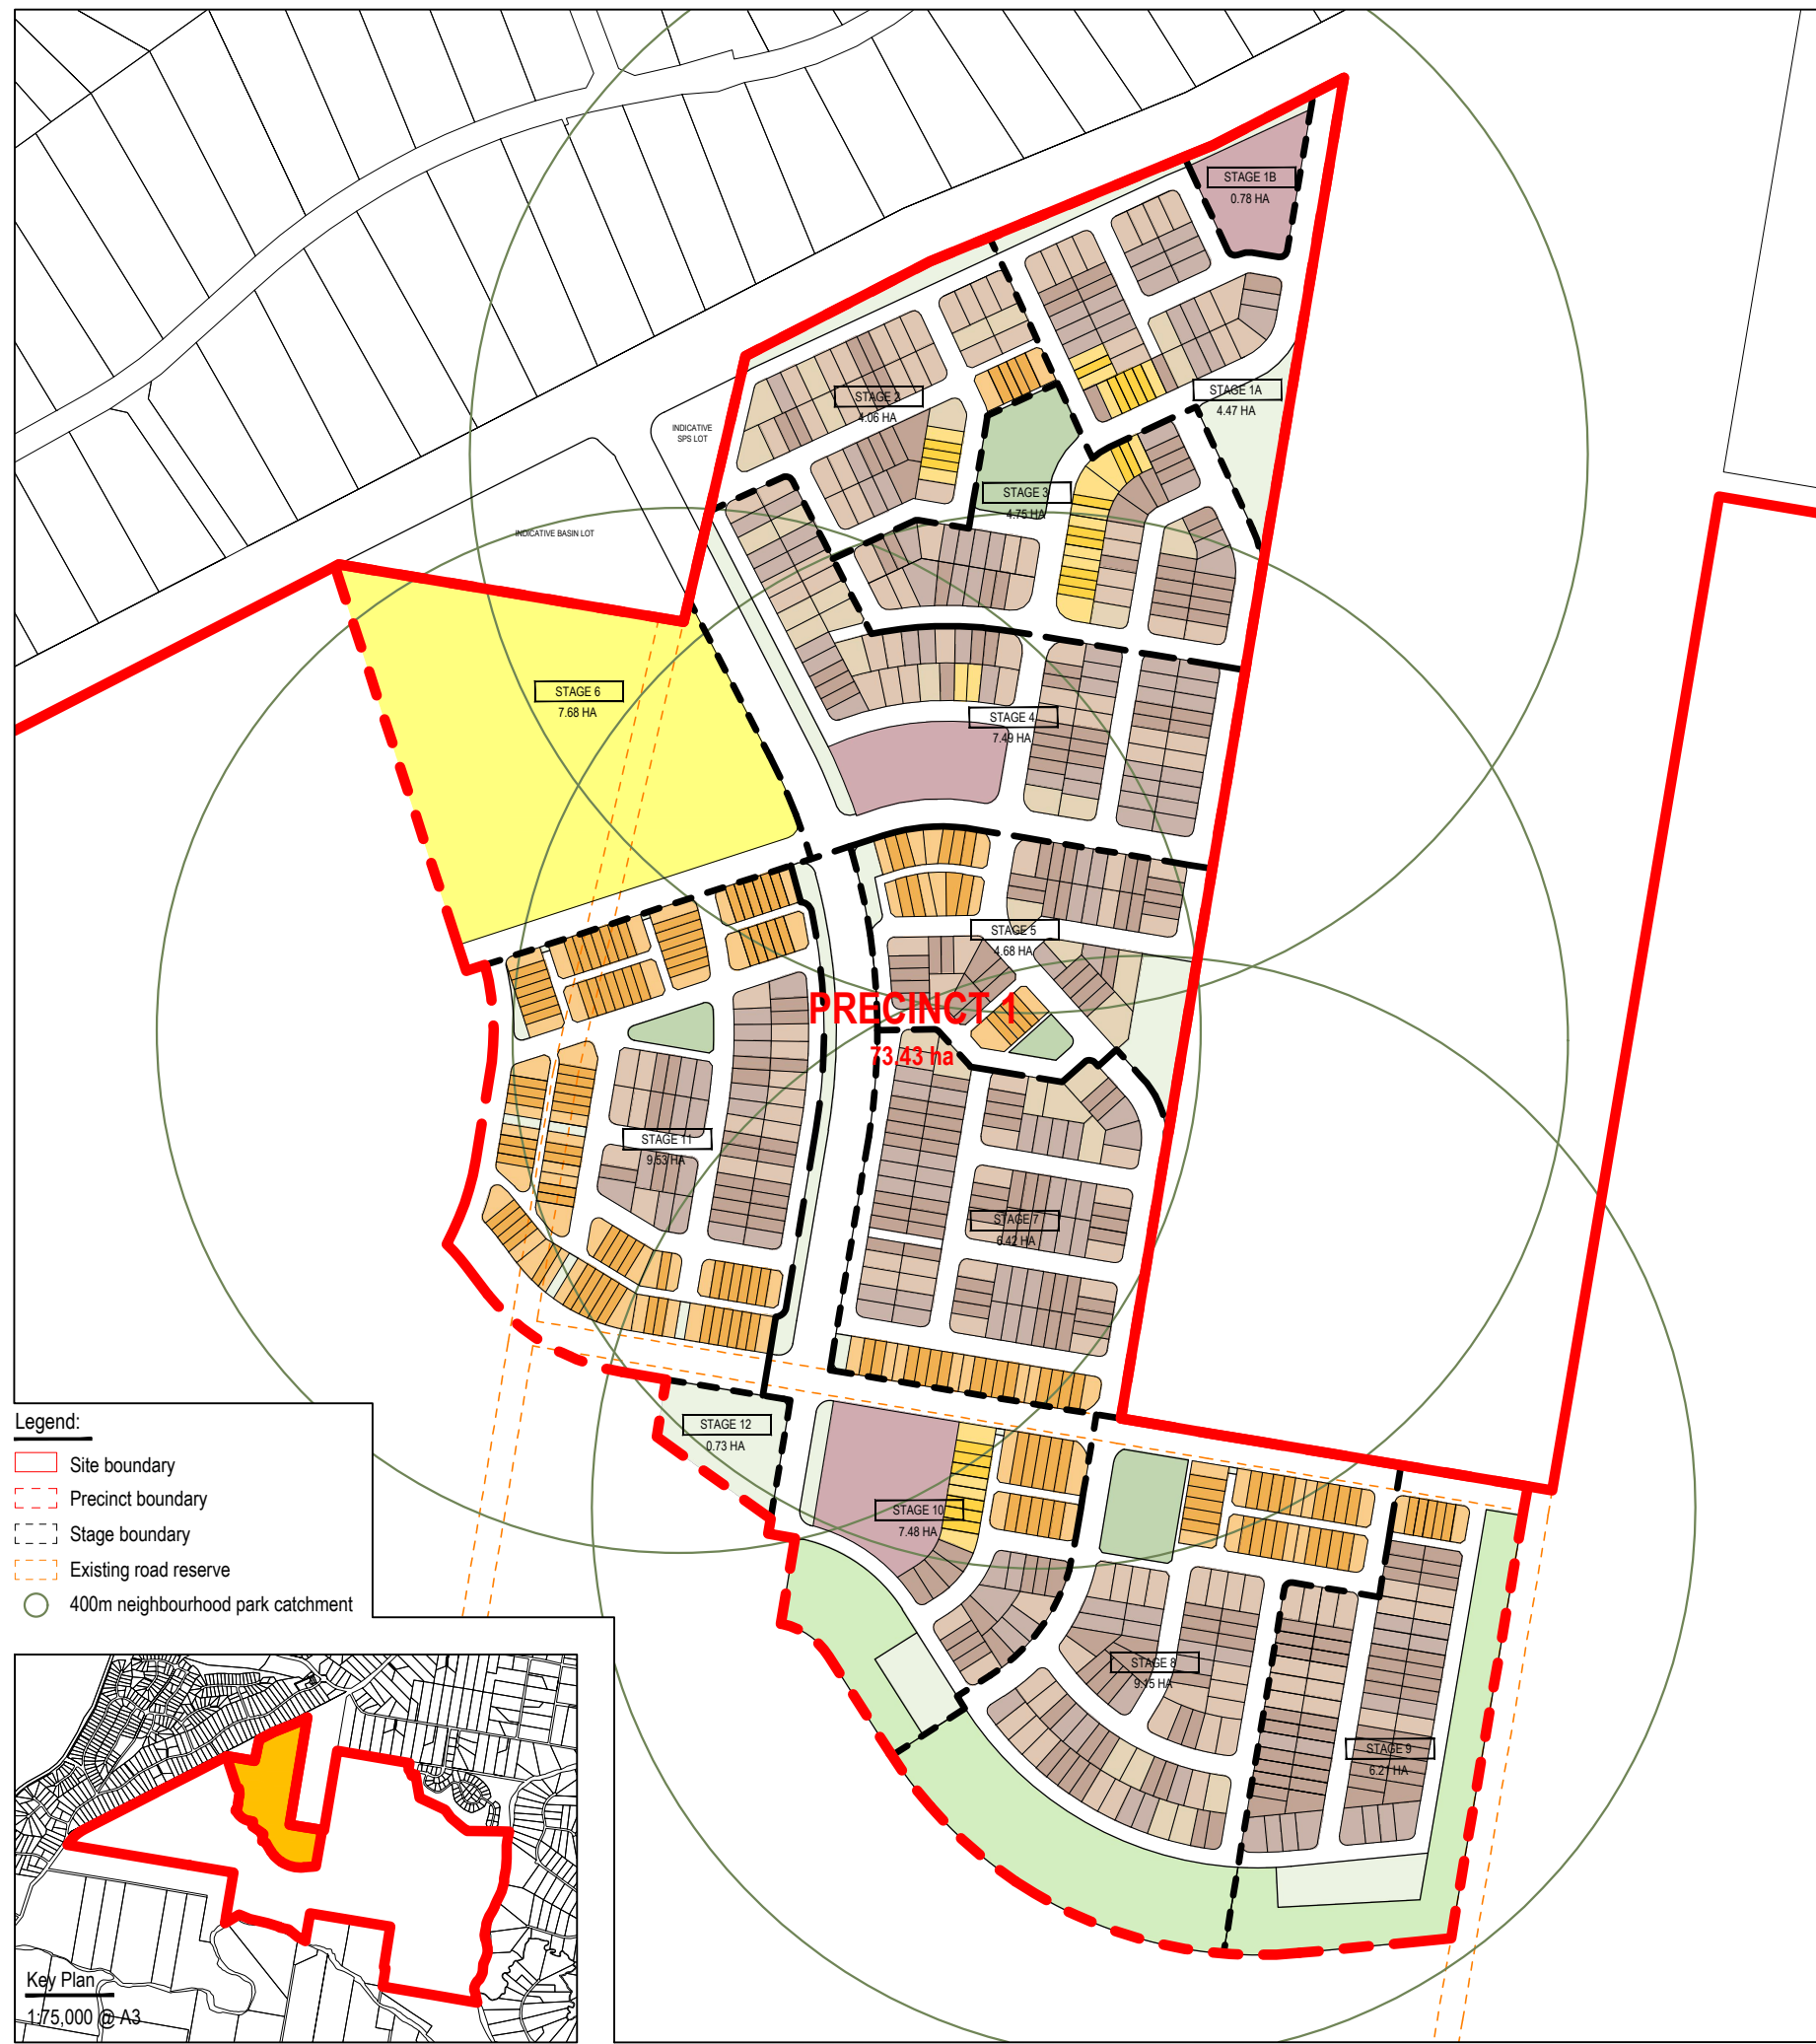 STAGE 1B
0.78 HA
STAGE 1A
4.47 HA
STAGE 2
4.06 HA
INDICATIVE
SPS LOT
STAGE 3
4.75 HA
INDICATIVE BASIN LOT
STAGE 6
7.68 HA
STAGE 4
7.49 HA
STAGE 5
4.68 HA
PRECINCT 1
73.43 ha
STAGE 11
9.53 HA
STAGE 7
6.42 HA
STAGE 12
0.73 HA
STAGE 10
7.48 HA
STAGE 8
9.15 HA
STAGE 9
6.21 HA
Legend:
Site boundary
Precinct boundary
Stage boundary
Existing road reserve
400m neighbourhood park catchment
Key Plan
1:75,000 @ A3